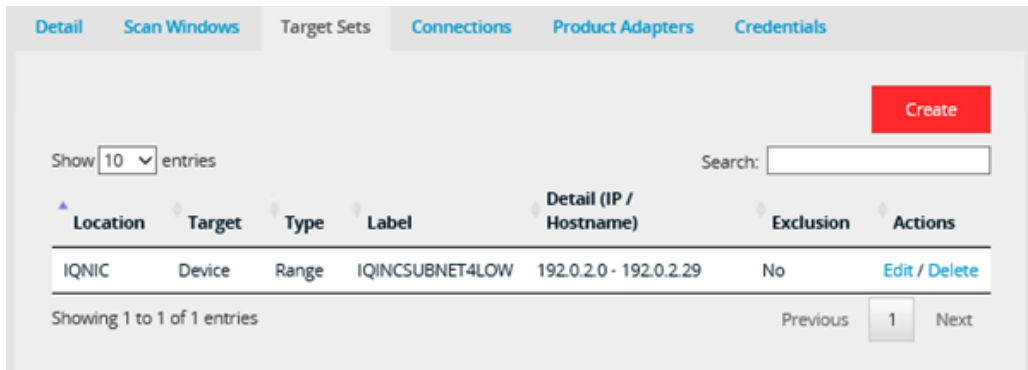 Detail Scan Windows Target Sets Connections Product Adapters Credentials
Create
Show 10 entries Search:
Location Target Type Label Detail (IP / Hostname) Exclusion Actions
IQNIC Device Range IQINCSUBNET4LOW 192.0.2.0 - 192.0.2.29 No Edit / Delete
Showing 1 to 1 of 1 entries Previous 1 Next